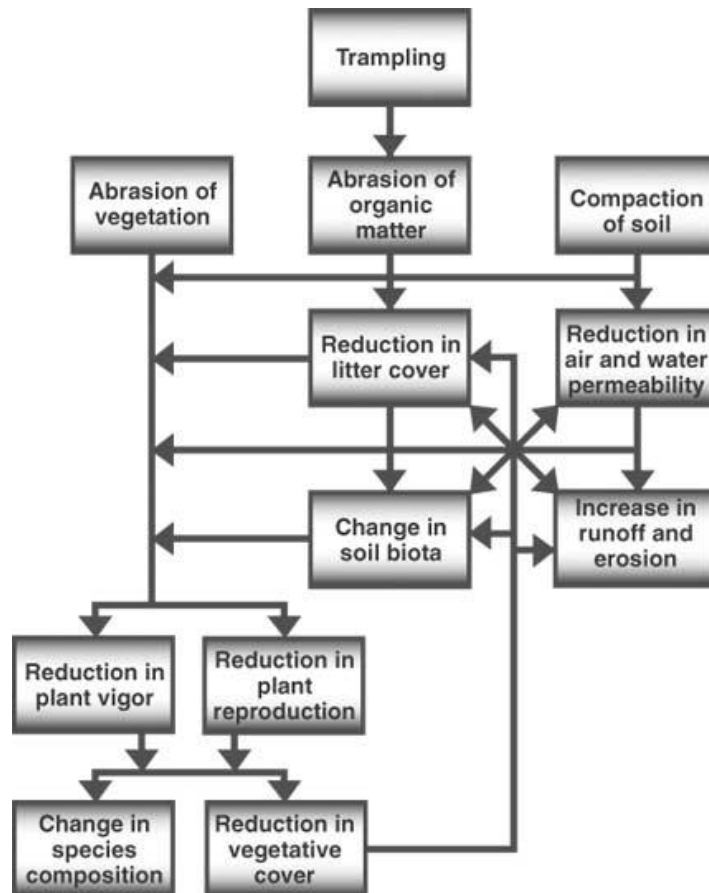 Trampling
Abrasion of
vegetation
Abrasion of
organic
matter
Compaction
of soil
Reduction in
litter cover
Reduction in
air and water
permeability
Change in
soil biota
Increase in
runoff and
erosion
Reduction in
plant vigor
Reduction in
plant
reproduction
Change in
species
composition
Reduction in
vegetative
cover